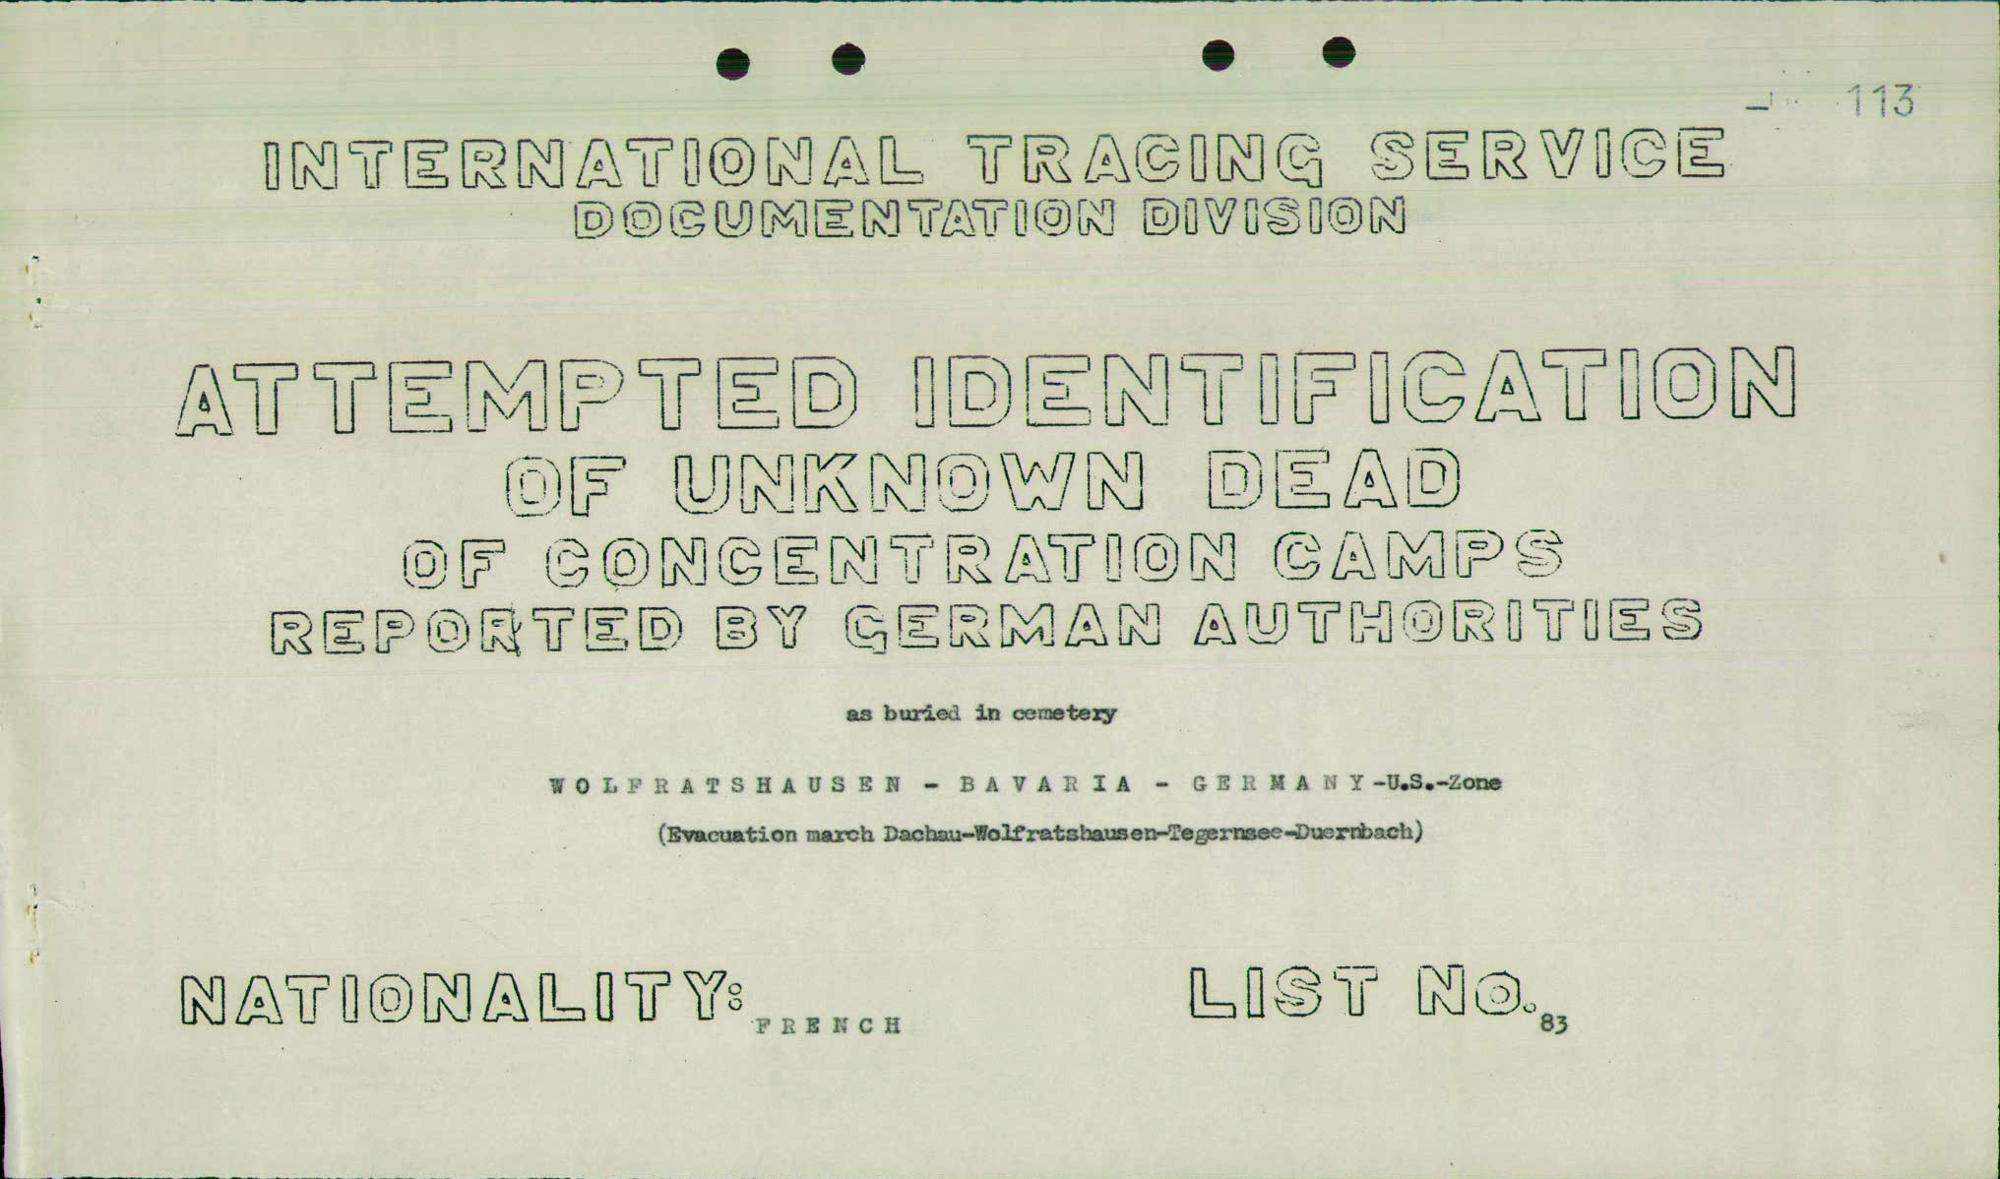 113
INTERNATIONAL TRACING SERVICE
DOCUMENTATION DIVISION
ATTEMPTED IDENTIFICATION
OF UNKNOWN DEAD
OF CONCENTRATION CAMPS
REPORTED BY GERMAN AUTHORITIES
as buried in cemetery
WOLFRATSHAUSEN - BAVARIA - GERMANY-U.S.-Zone
(Evacuation march Dachau-Wolfratshausen-Tegernsee-Duernbach)
NATIONALITY: FRENCH LIST No. 83